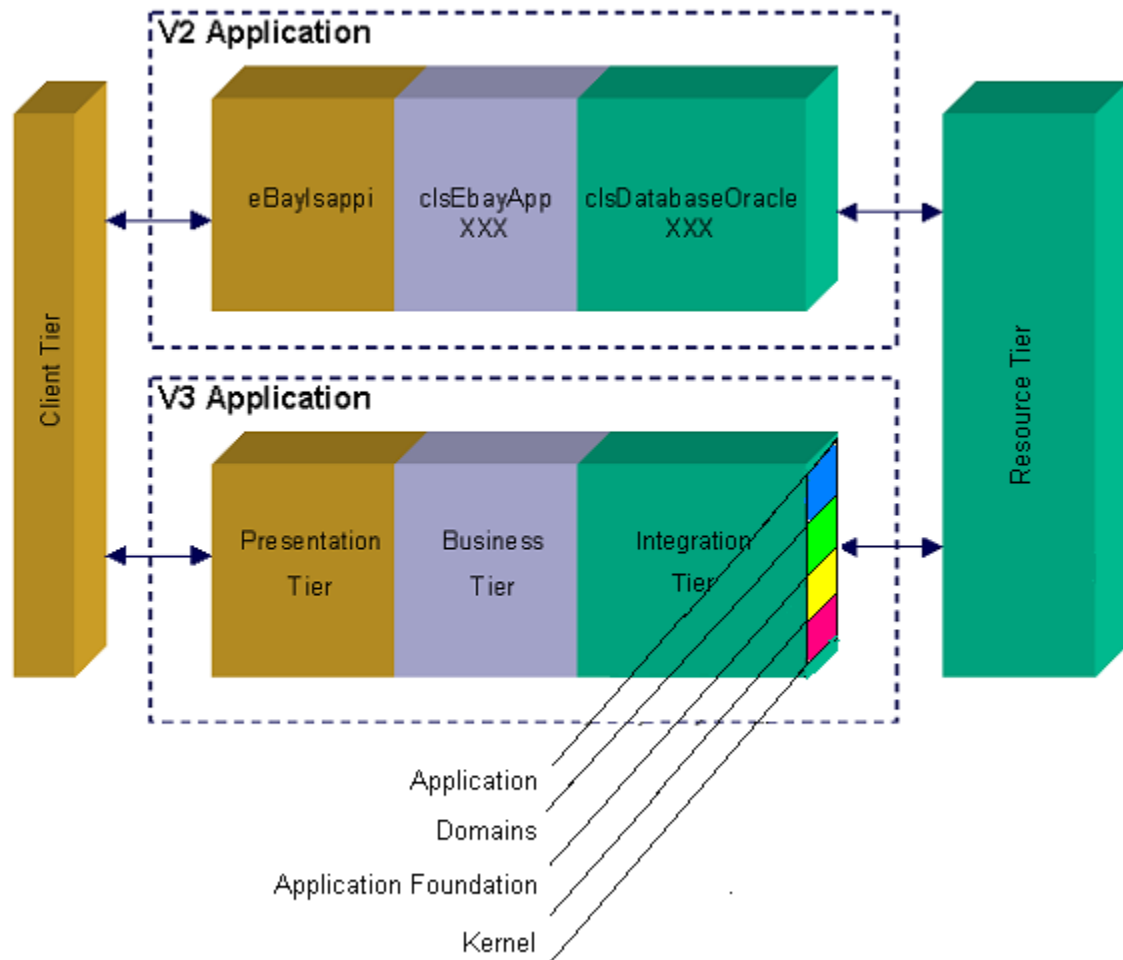 V2 Application
eBayIsappi
clsEbayApp
XXX
clsDatabaseOracle
XXX
Client Tier
Resource Tier
V3 Application
Presentation
Tier
Business
Tier
Integration
Tier
Application
Domains
Application Foundation
Kernel